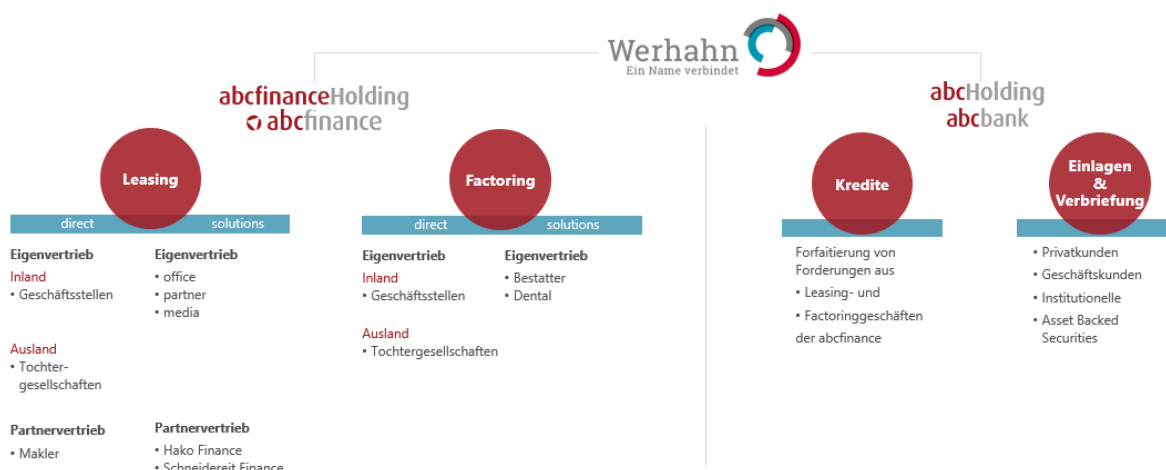 Werhahn
Ein Name verbindet
abcfinanceHolding
abcfinance
abcHolding
abcbank
Leasing
direct
solutions
Eigenvertrieb
Inland
• Geschäftsstellen
Ausland
• Tochter-
gesellschaften
Partnervertrieb
• Makler
Eigenvertrieb
• office
• partner
• media
Partnervertrieb
• Hako Finance
• Schneidereit Finance
Factoring
direct
solutions
Eigenvertrieb
Inland
• Geschäftsstellen
Ausland
• Tochtergesellschaften
Eigenvertrieb
• Bestatter
• Dental
Kredite
Forfaitierung von
Forderungen aus
• Leasing- und
• Factoringgeschäften
der abcfinance
Einlagen
&
Verbriefung
• Privatkunden
• Geschäftskunden
• Institutionelle
• Asset Backed
Securities